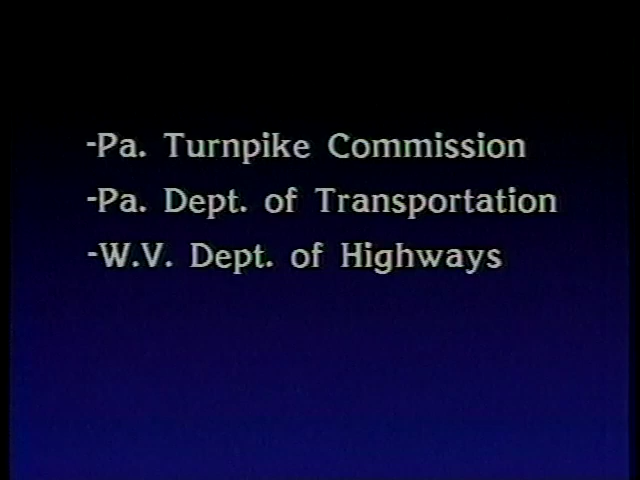 -Pa. Turnpike Commission
-Pa. Dept. of Transportation
-W.V. Dept. of Highways